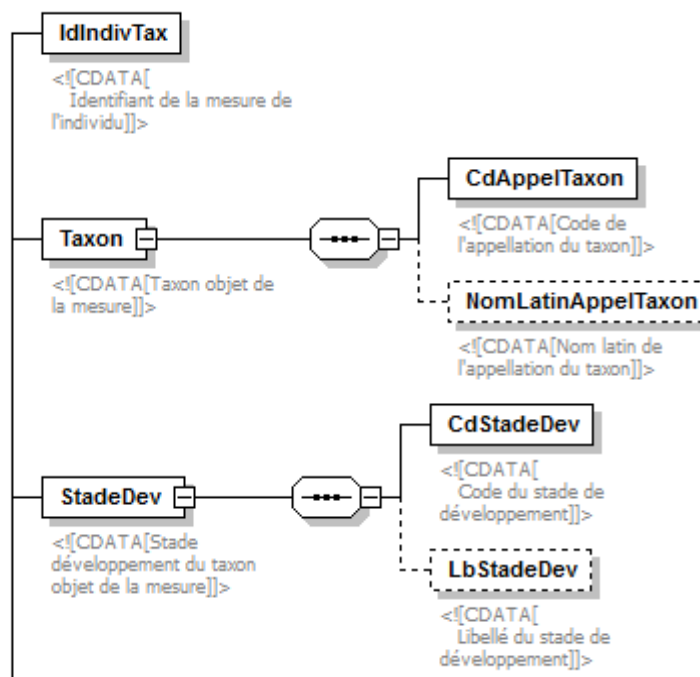 IdIndivTax
<![CDATA[
Identifiant de la mesure de
l'individu]]>
Taxon
<![CDATA[Taxon objet de
la mesure]]>
CdAppelTaxon
<![CDATA[Code de
l'appellation du taxon]]>
NomLatinAppelTaxon
<![CDATA[Nom latin de
l'appellation du taxon]]>
StadeDev
<![CDATA[Stade
développement du taxon
objet de la mesure]]>
CdStadeDev
<![CDATA[
Code du stade de
développement]]>
LbStadeDev
<![CDATA[
Libellé du stade de
développement]]>